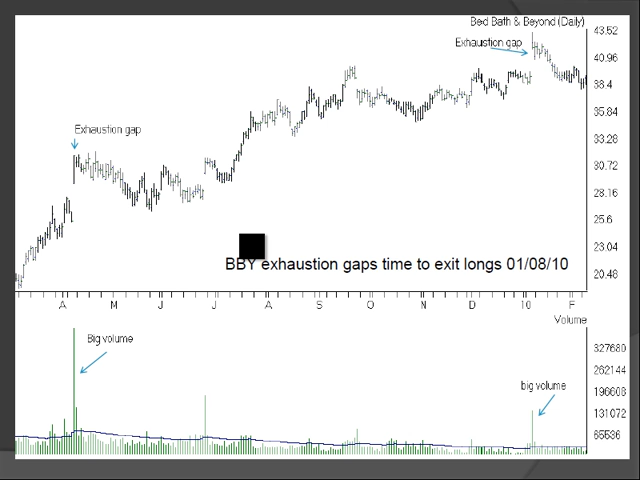 Bed Bath & Beyond (Daily)
43.52
Exhaustion gap
40.96
38.4
35.84
33.28
Exhaustion gap
30.72
28.16
25.6
23.04
BBY exhaustion gaps time to exit longs 01/08/10
20.48
A M J J A S O N D 10 F
Volume
Big volume
327680
262144
big volume
196608
131072
65536